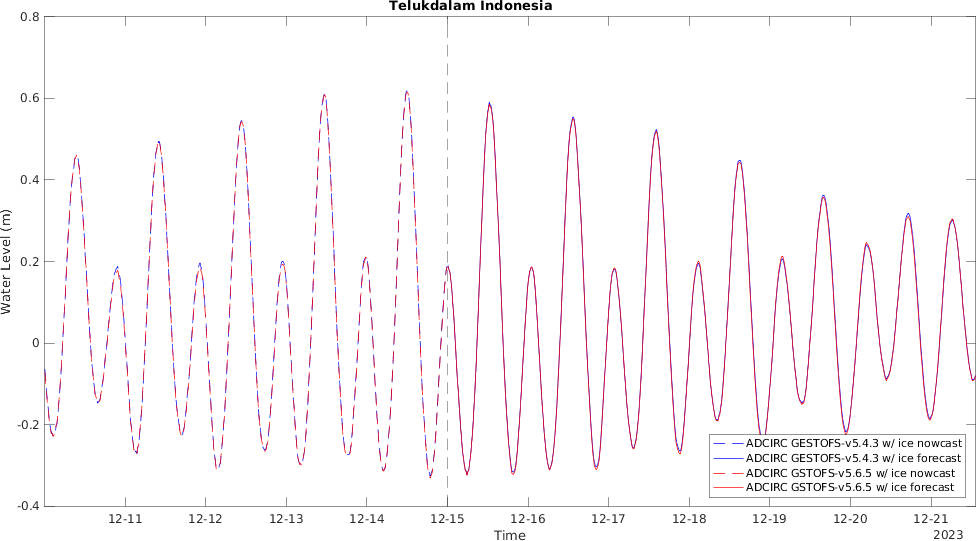 Telukdalam Indonesia
0.8
0.6
0.4
0.2
0
-0.2
-0.4
Water Level (m)
12-11 12-12 12-13 12-14 12-15 12-16 12-17 12-18 12-19 12-20 12-21
Time
2023
ADCIRC GESTOFS-v5.4.3 w/ ice nowcast
ADCIRC GESTOFS-v5.4.3 w/ ice forecast
ADCIRC GSTOFS-v5.6.5 w/ ice nowcast
ADCIRC GSTOFS-v5.6.5 w/ ice forecast